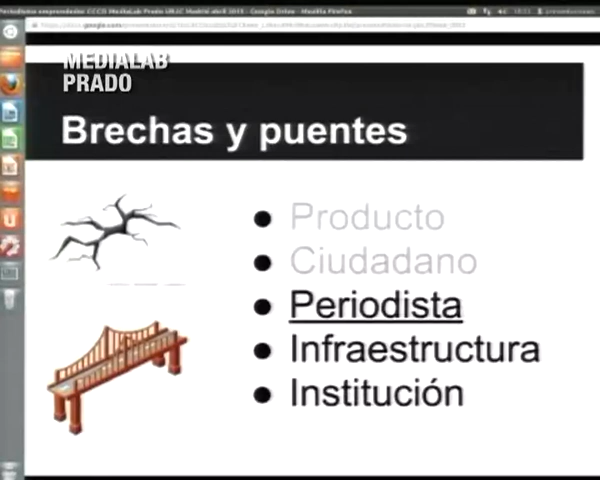 MEDIALAB
PRADO
Brechas y puentes
Producto
Ciudadano
Periodista
Infraestructura
Institución